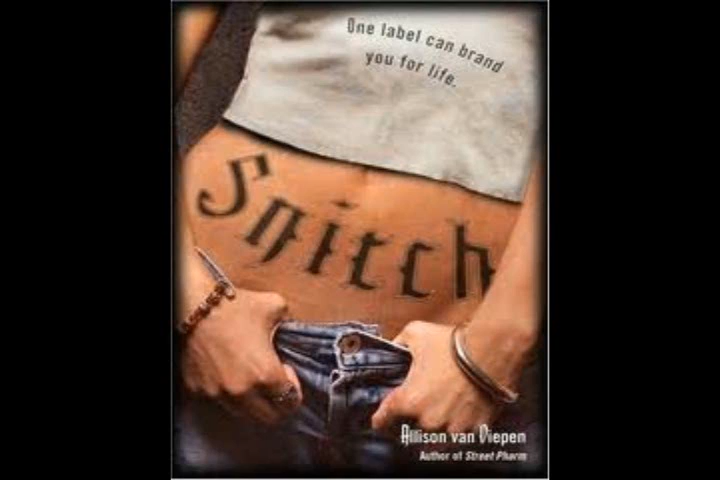 One label can brand
you for life.
Snitch
Allison van Diepen
Author of Street Pharm